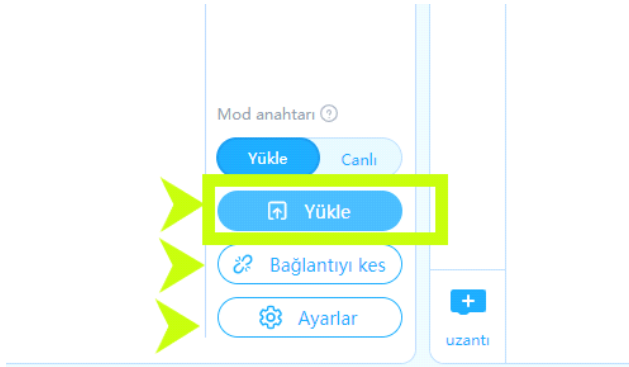 Mod anahtarı ?
Yükle Canlı
Yükle
Bağlantıyı kes
Ayarlar
uzantı